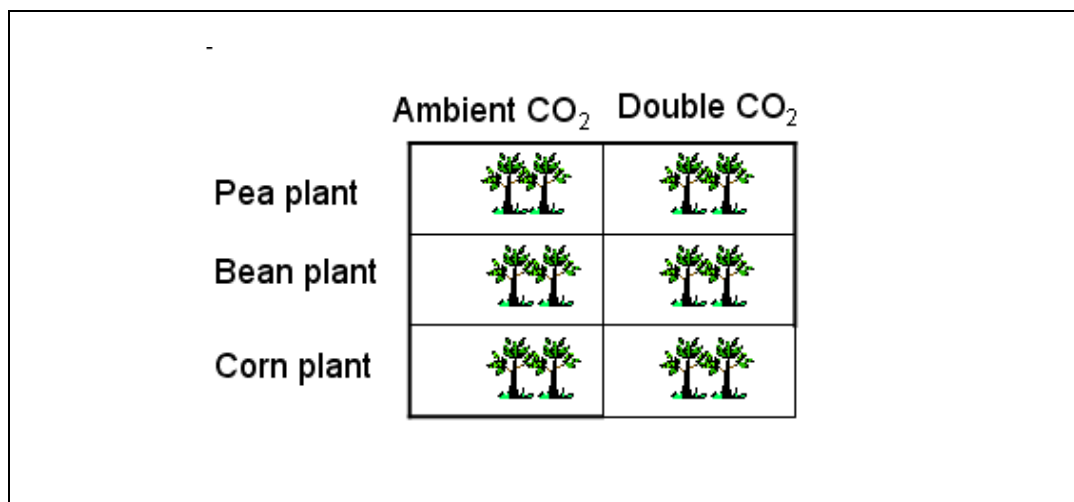 -
Ambient CO₂ Double CO₂
Pea plant
Bean plant
Corn plant